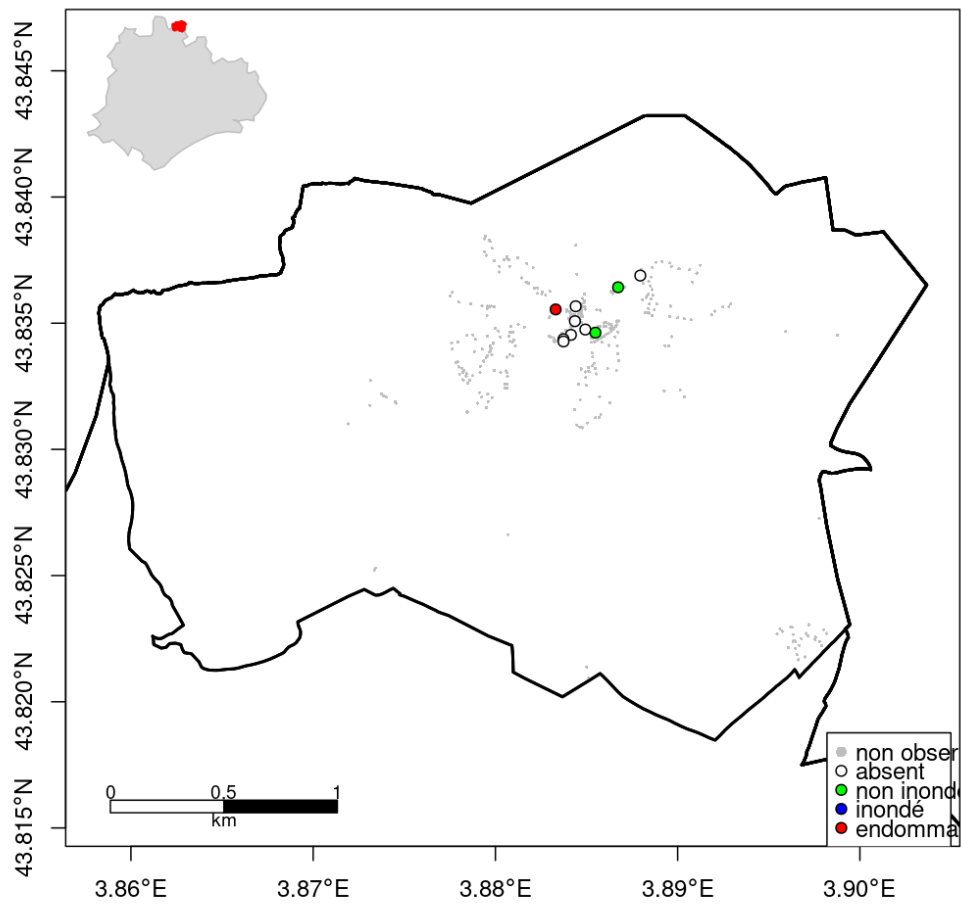 43.845°N
43.840°N
43.835°N
43.830°N
43.825°N
43.820°N
43.815°N
0 0.5 1
km
non obser
absent
non inondé
inondé
endomma
3.86°E 3.87°E 3.88°E 3.89°E 3.90°E